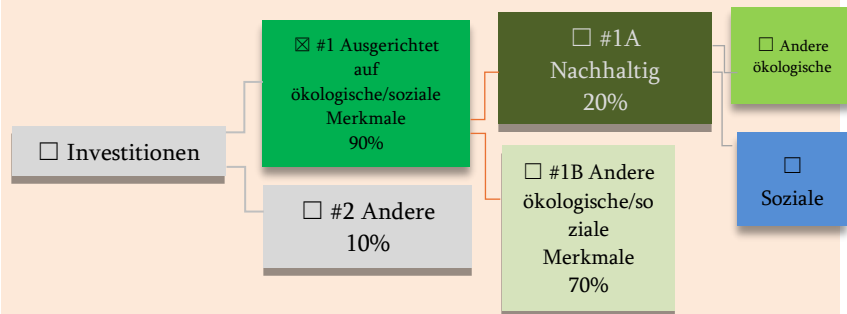 ☐ Investitionen
☒ #1 Ausgerichtet
auf
ökologische/soziale
Merkmale
90%
☐ #2 Andere
10%
☐ #1A
Nachhaltig
20%
☐ #1B Andere
ökologische/so
ziale
Merkmale
70%
☐ Andere
ökologische
☐
Soziale